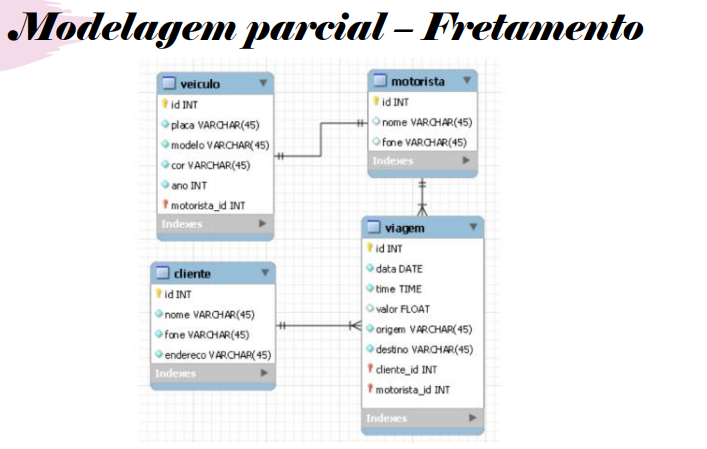 Modelagem parcial – Fretamento
veiculo
id INT
placa VARCHAR(45)
modelo VARCHAR(45)
cor VARCHAR(45)
ano INT
motorista_id INT
Indexes
motorista
id INT
nome VARCHAR(45)
fone VARCHAR(45)
Indexes
cliente
id INT
nome VARCHAR(45)
fone VARCHAR(45)
endereco VARCHAR(45)
Indexes
viagem
id INT
data DATE
time TIME
valor FLOAT
origem VARCHAR(45)
destino VARCHAR(45)
cliente_id INT
motorista_id INT
Indexes